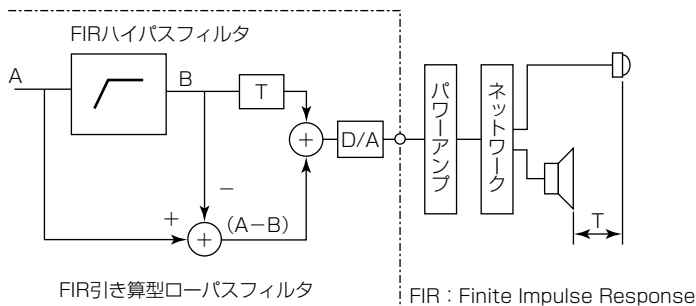 FIRハイパスフィルタ
A
B
T
+
D/A
パワーアンプ
ネットワーク
T
−
+
+
(A−B)
FIR引き算型ローパスフィルタ
FIR：Finite Impulse Response